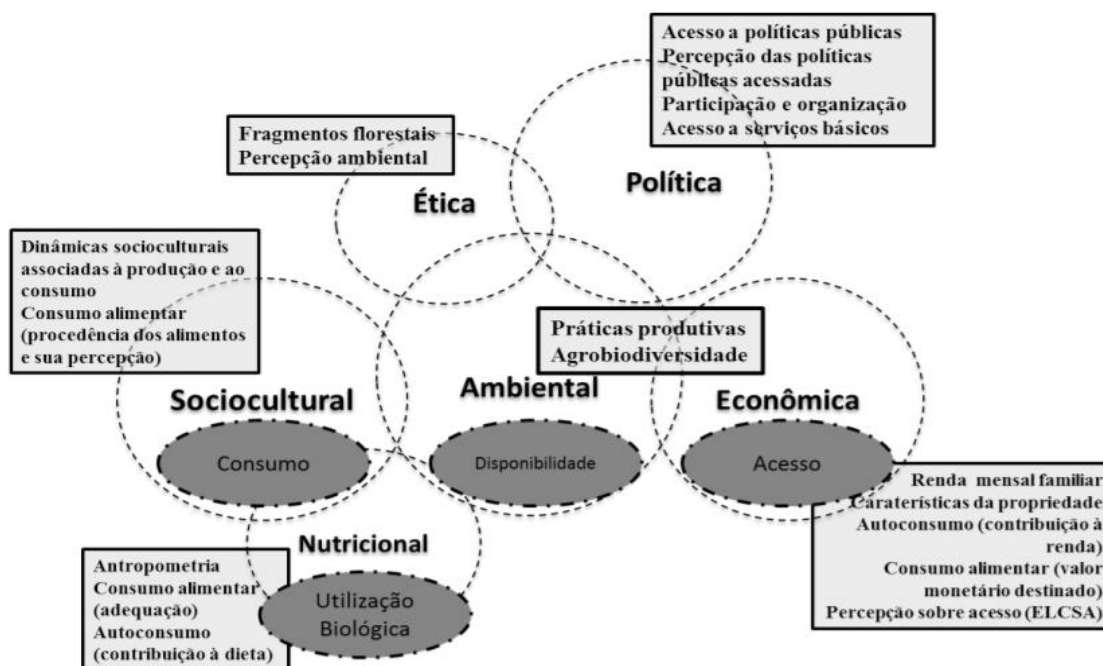 Acesso a políticas públicas
Percepção das políticas
públicas acessadas
Participação e organização
Acesso a serviços básicos
Fragmentos florestais
Percepção ambiental
Ética
Política
Dinâmicas socioculturais
associadas à produção e ao
consumo
Consumo alimentar
(procedência dos alimentos
e sua percepção)
Práticas produtivas
Agrobiodiversidade
Sociocultural
Ambiental
Econômica
Consumo
Disponibilidade
Acesso
Renda mensal familiar
Caraterísticas da propriedade
Autoconsumo (contribuição à
renda)
Consumo alimentar (valor
monetário destinado)
Percepção sobre acesso (ELCSA)
Nutricional
Antropometria
Consumo alimentar
(adequação)
Autoconsumo
(contribuição à dieta)
Utilização
Biológica